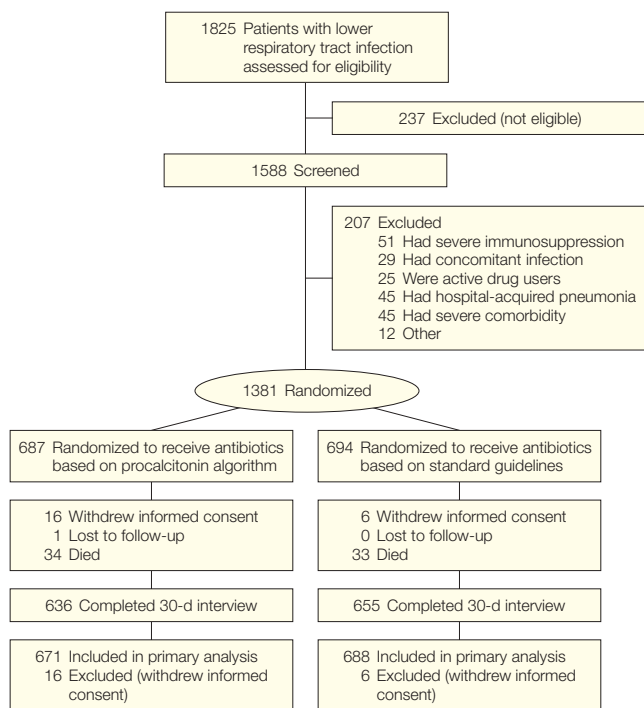 1825 Patients with lower
respiratory tract infection
assessed for eligibility
237 Excluded (not eligible)
1588 Screened
207 Excluded
51 Had severe immunosuppression
29 Had concomitant infection
25 Were active drug users
45 Had hospital-acquired pneumonia
45 Had severe comorbidity
12 Other
1381 Randomized
687 Randomized to receive antibiotics
based on procalcitonin algorithm
694 Randomized to receive antibiotics
based on standard guidelines
16 Withdrew informed consent
1 Lost to follow-up
34 Died
6 Withdrew informed consent
0 Lost to follow-up
33 Died
636 Completed 30-d interview
655 Completed 30-d interview
671 Included in primary analysis
16 Excluded (withdrew informed
consent)
688 Included in primary analysis
6 Excluded (withdrew informed
consent)